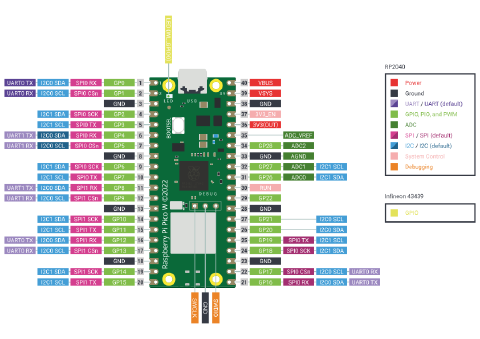 UART0 TX I2C0 SDA SPI0 RX GP0 1
UART0 RX I2C0 SCL SPI0 CSn GP1 2
GND 3
I2C1 SDA SPI0 SCK GP2 4
I2C1 SCL SPI0 TX GP3 5
UART1 TX I2C0 SDA SPI0 RX GP4 6
UART1 RX I2C0 SCL SPI0 CSn GP5 7
GND 8
I2C1 SDA SPI0 SCK GP6 9
I2C1 SCL SPI0 TX GP7 10
UART1 TX I2C0 SDA SPI1 RX GP8 11
UART1 RX I2C0 SCL SPI1 CSn GP9 12
GND 13
I2C1 SDA SPI1 SCK GP10 14
I2C1 SCL SPI1 TX GP11 15
UART0 TX I2C0 SDA SPI1 RX GP12 16
UART0 RX I2C0 SCL SPI1 CSn GP13 17
GND 18
I2C1 SDA SPI1 SCK GP14 19
I2C1 SCL SPI1 TX GP15 20
LED
USB
BOOTSEL
DEBUG
Raspberry Pi Pico W ©2022
40 VBUS
39 VSYS
38 GND
37 3V3_EN
36 3V3(OUT)
35 ADC_VREF
34 GP28 ADC2
33 GND AGND
32 GP27 ADC1 I2C1 SCL
31 GP26 ADC0 I2C1 SDA
30 RUN
29 GP22
28 GND
27 GP21 I2C0 SCL
26 GP20 I2C0 SDA
25 GP19 SPI0 TX I2C1 SCL
24 GP18 SPI0 SCK I2C1 SDA
23 GND
22 GP17 SPI0 CSn I2C0 SCL UART0 RX
21 GP16 SPI0 RX I2C0 SDA UART0 TX
SWCLK
GND
SWDIO
RP2040
Power
Ground
UART / UART (default)
GPIO, PIO, and PWM
ADC
SPI / SPI (default)
I2C / I2C (default)
System Control
Debugging
Infineon 43439
GPIO